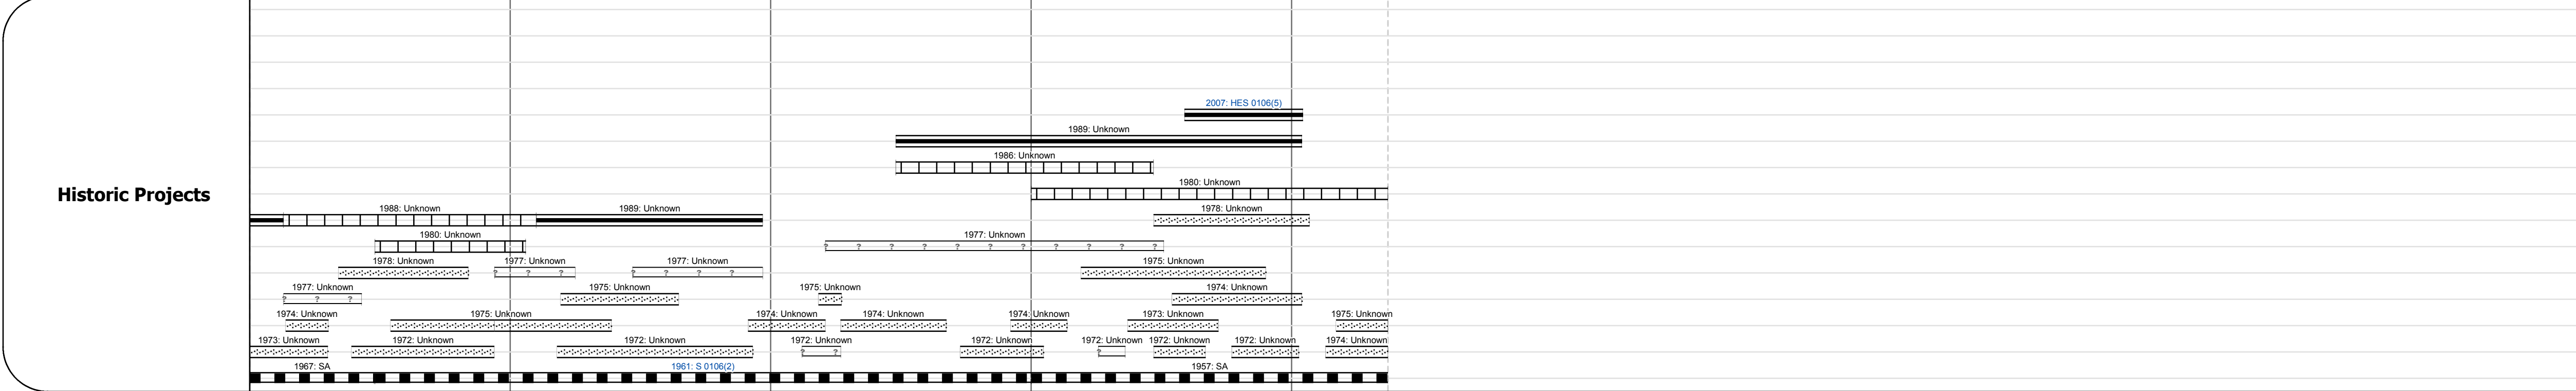 2007: HES 0106(5)
1989: Unknown
1986: Unknown
1980: Unknown
Historic Projects
1988: Unknown 1989: Unknown 1978: Unknown
1980: Unknown 1977: Unknown
1978: Unknown 1977: Unknown 1977: Unknown 1975: Unknown
1977: Unknown 1975: Unknown 1975: Unknown 1974: Unknown
1974: Unknown 1975: Unknown 1974: Unknown 1974: Unknown 1974: Unknown 1973: Unknown 1975: Unknown
1973: Unknown 1972: Unknown 1972: Unknown 1972: Unknown 1972: Unknown 1972: Unknown 1972: Unknown 1972: Unknown 1974: Unknown
1967: SA 1961: S 0106(2) 1957: SA